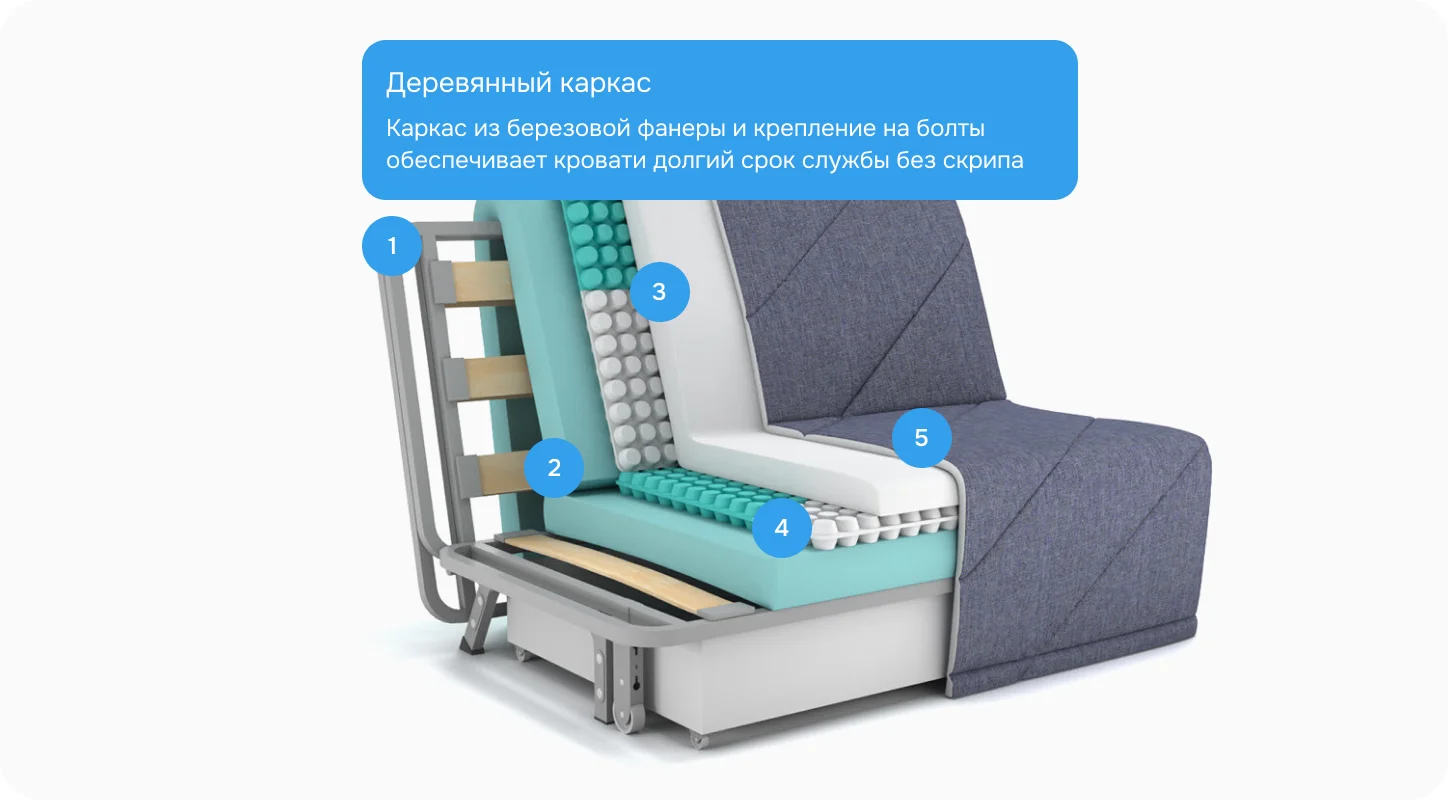 Деревянный каркас
Каркас из березовой фанеры и крепление на болты
обеспечивает кровати долгий срок службы без скрипа
1
3
5
2
4